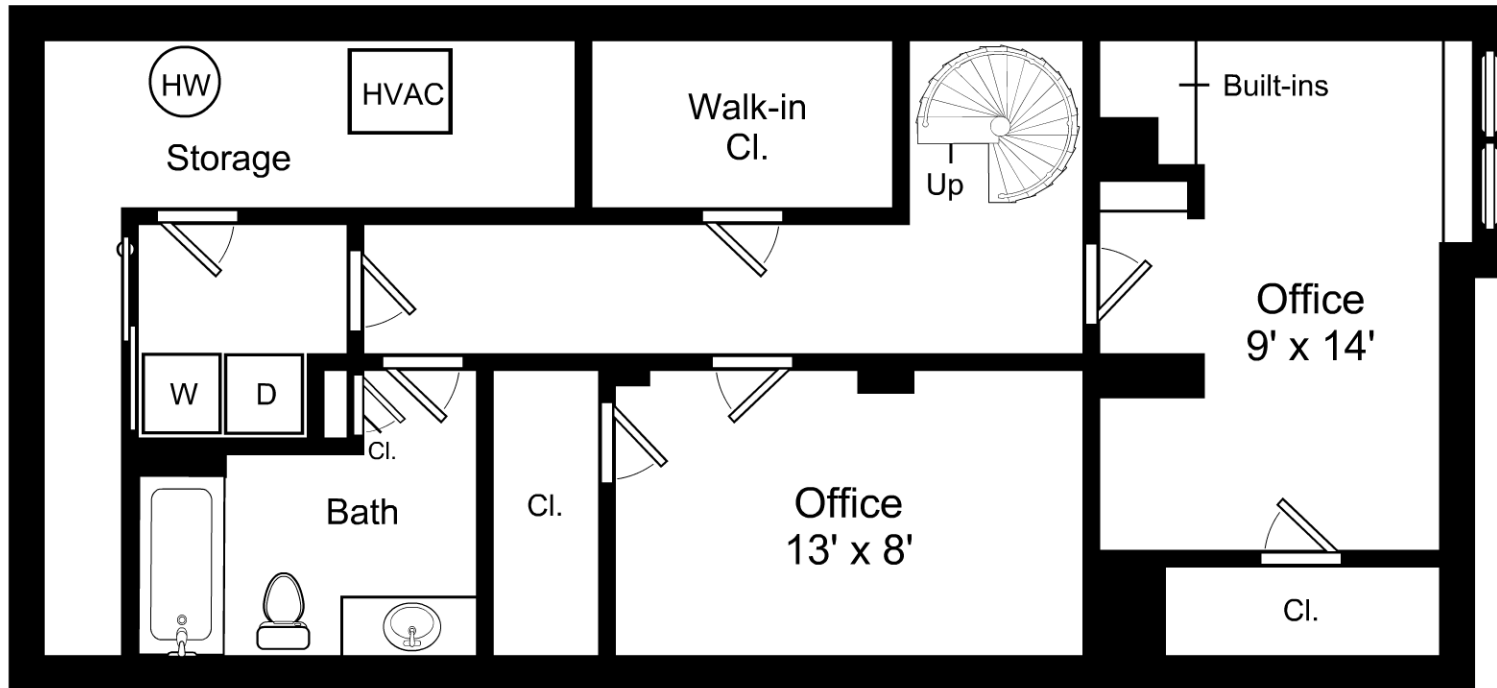 HW
HVAC
Storage
Walk-in
Cl.
Up
Built-ins
Office
9' x 14'
W
D
Cl.
Bath
Cl.
Office
13' x 8'
Cl.